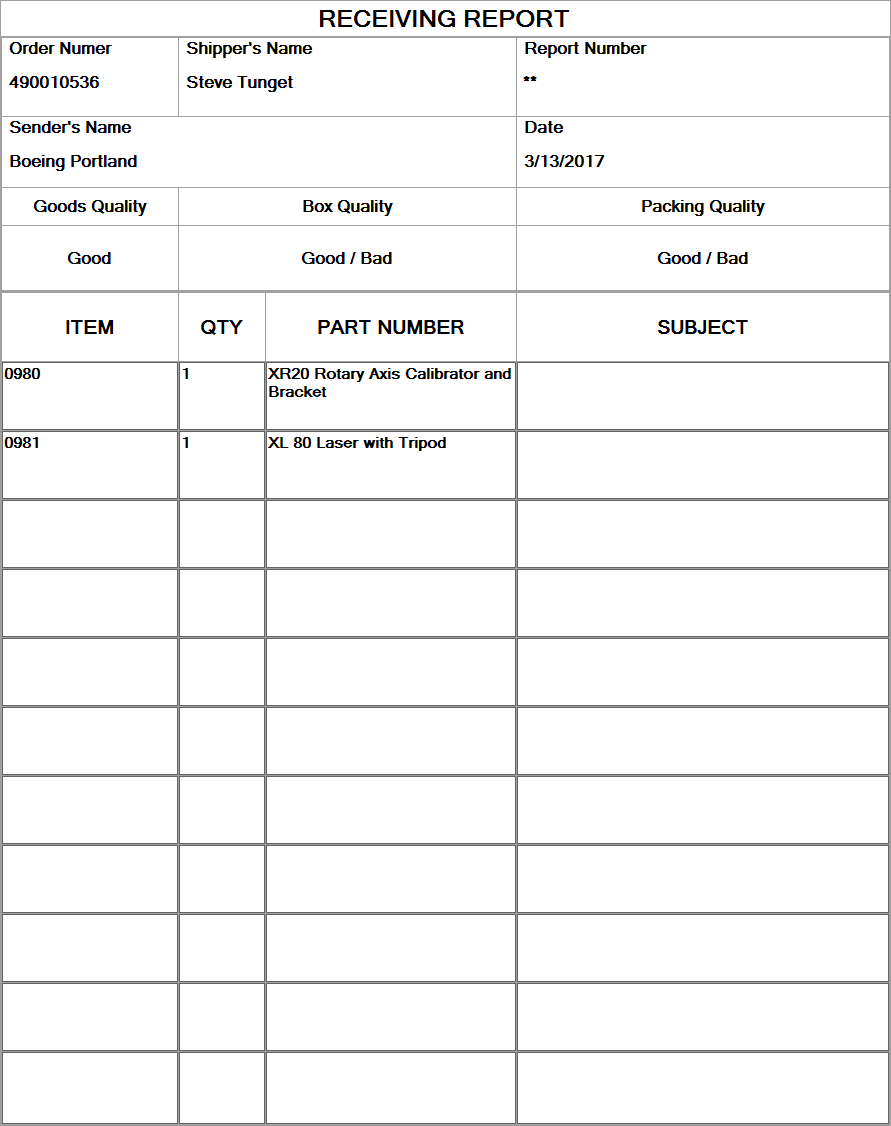 RECEIVING REPORT
Order Numer
Shipper's Name
Report Number
490010536
Steve Tunget
**
Sender's Name
Date
Boeing Portland
3/13/2017
Goods Quality
Box Quality
Packing Quality
Good
Good / Bad
Good / Bad
ITEM
QTY
PART NUMBER
SUBJECT
0980
1
XR20 Rotary Axis Calibrator and
Bracket
0981
1
XL 80 Laser with Tripod